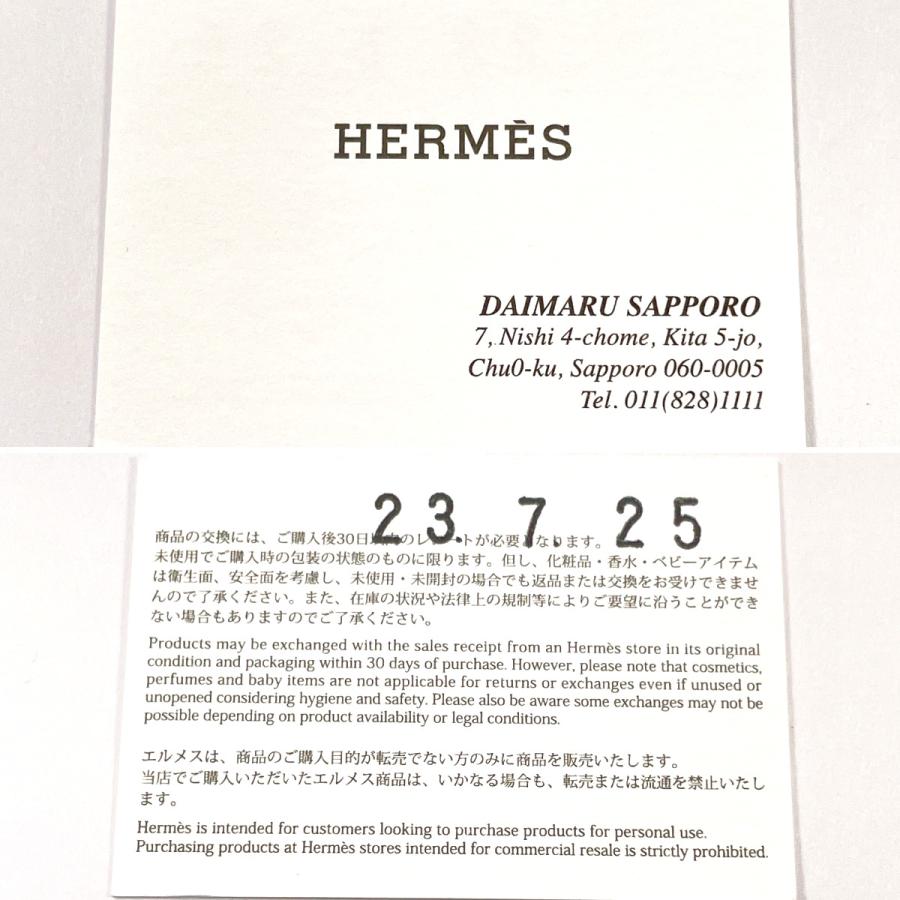 HERMÈS
DAIMARU SAPPORO
7, Nishi 4-chome, Kita 5-jo,
Chu0-ku, Sapporo 060-0005
Tel. 011(828)1111
23. 7. 25
商品の交換には、ご購入後30日以内のレシートが必要となります。
未使用でご購入時の包装の状態のものに限ります。但し、化粧品・香水・ベビーアイテム
は衛生面、安全面を考慮し、未使用・未開封の場合でも返品または交換をお受けできませ
んので了承ください。また、在庫の状況や法律上の規制等によりご要望に沿うことができ
ない場合もありますのでご了承ください。
Products may be exchanged with the sales receipt from an Hermès store in its original
condition and packaging within 30 days of purchase. However, please note that cosmetics,
perfumes and baby items are not applicable for returns or exchanges even if unused or
unopened considering hygiene and safety. Please also be aware some exchanges may not be
possible depending on product availability or legal conditions.
エルメスは、商品のご購入目的が転売でない方のみに商品を販売いたします。
当店でご購入いただいたエルメス商品は、いかなる場合も、転売または流通を禁止いたし
ます。
Hermès is intended for customers looking to purchase products for personal use.
Purchasing products at Hermès stores intended for commercial resale is strictly prohibited.